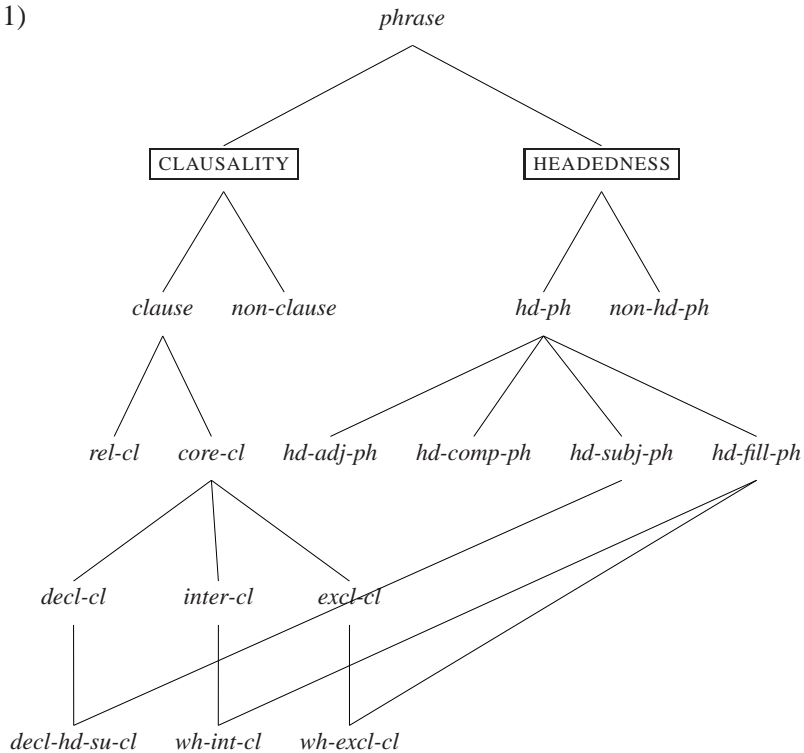 1)
phrase
CLAUSALITY HEADEDNESS
clause non-clause hd-ph non-hd-ph
rel-cl core-cl hd-adj-ph hd-comp-ph hd-subj-ph hd-fill-ph
decl-cl inter-cl excl-cl
decl-hd-su-cl wh-int-cl wh-excl-cl